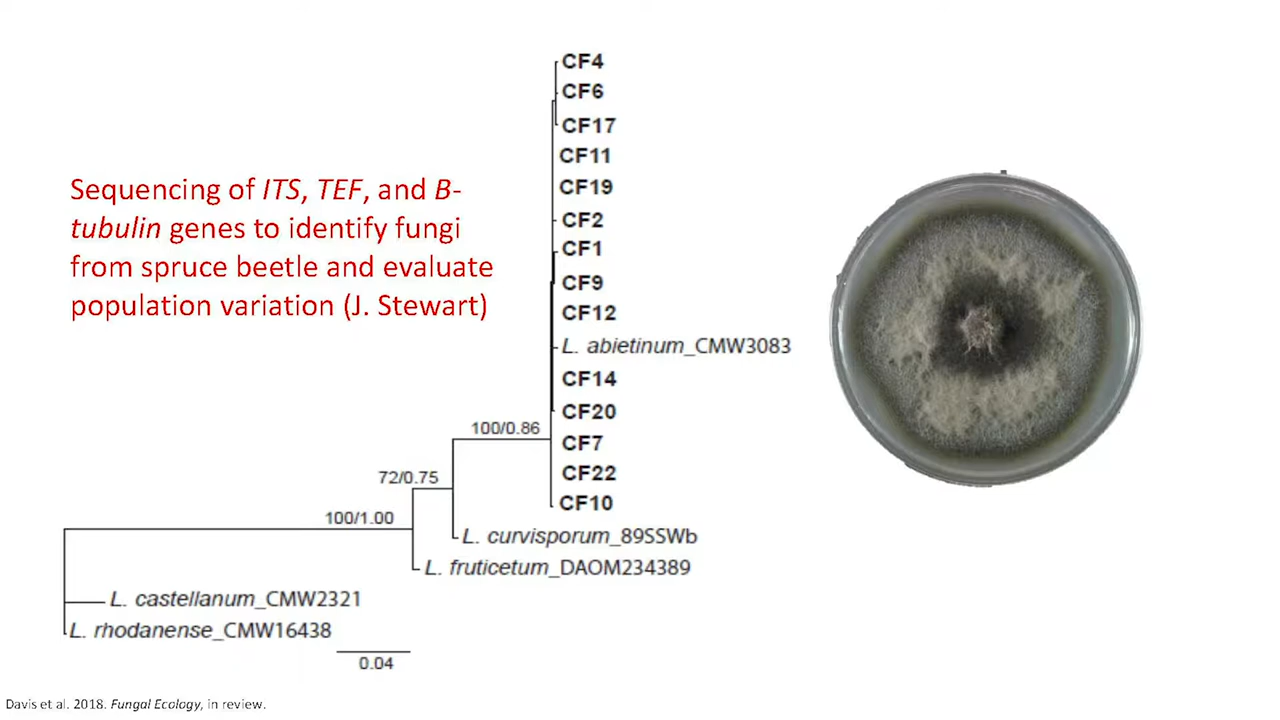 Sequencing of ITS, TEF, and B-
tubulin genes to identify fungi
from spruce beetle and evaluate
population variation (J. Stewart)
CF4
CF6
CF17
CF11
CF19
CF2
CF1
CF9
CF12
L. abietinum_CMW3083
CF14
CF20
100/0.86
CF7
72/0.75
CF22
CF10
100/1.00
L. curvisporum_89SSWb
L. fruticetum_DAOM234389
L. castellanum_CMW2321
L. rhodanense_CMW16438
0.04
Davis et al. 2018. Fungal Ecology, in review.